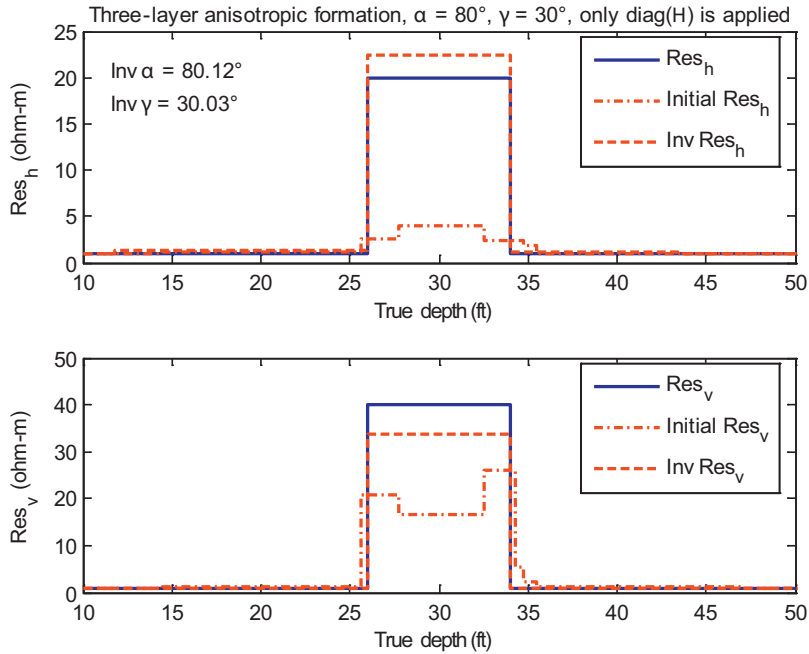 Three-layer anisotropic formation, α = 80°, γ = 30°, only diag(H) is applied
25
20
15
10
5
0
Res_h (ohm-m)
Inv α = 80.12°
Inv γ = 30.03°
Res_h
Initial Res_h
Inv Res_h
10 15 20 25 30 35 40 45 50
True depth (ft)
50
40
30
20
10
0
Res_v (ohm-m)
Res_v
Initial Res_v
Inv Res_v
10 15 20 25 30 35 40 45 50
True depth (ft)